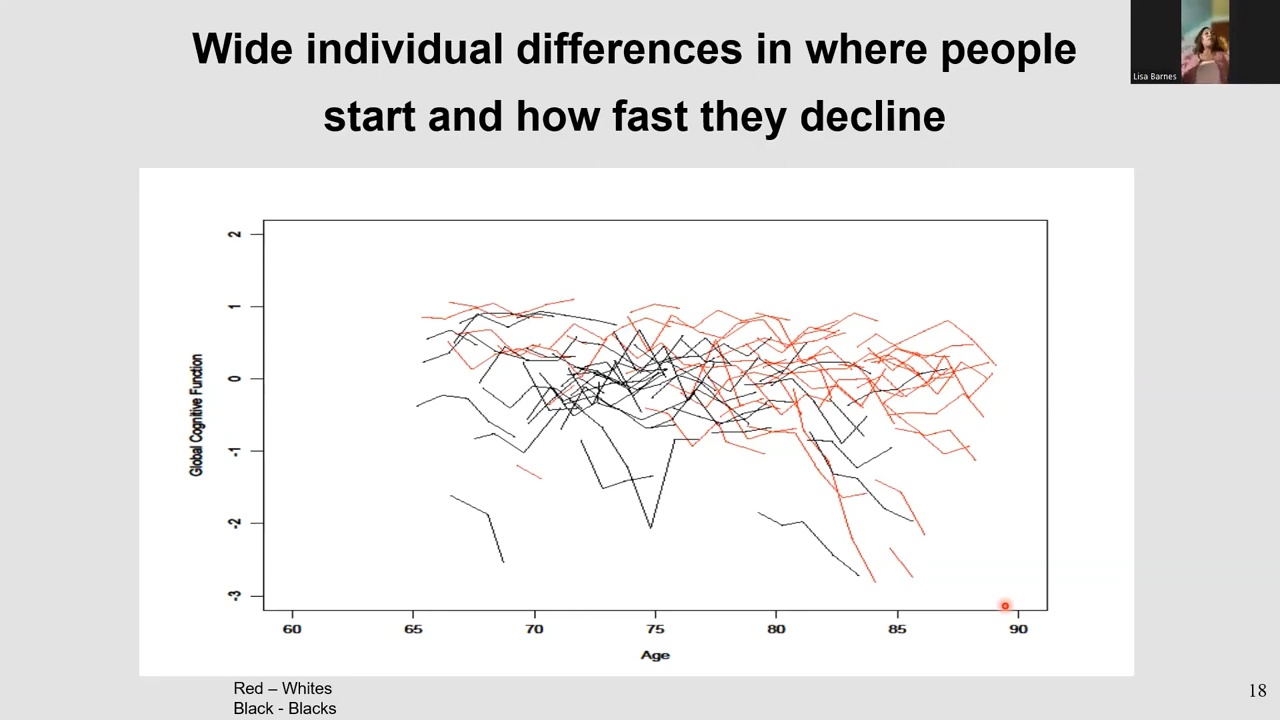 Wide individual differences in where people
start and how fast they decline
Lisa Barnes
Global Cognitive Function
2
1
0
-1
-2
-3
60 65 70 75 80 85 90
Age
Red – Whites
Black - Blacks
18